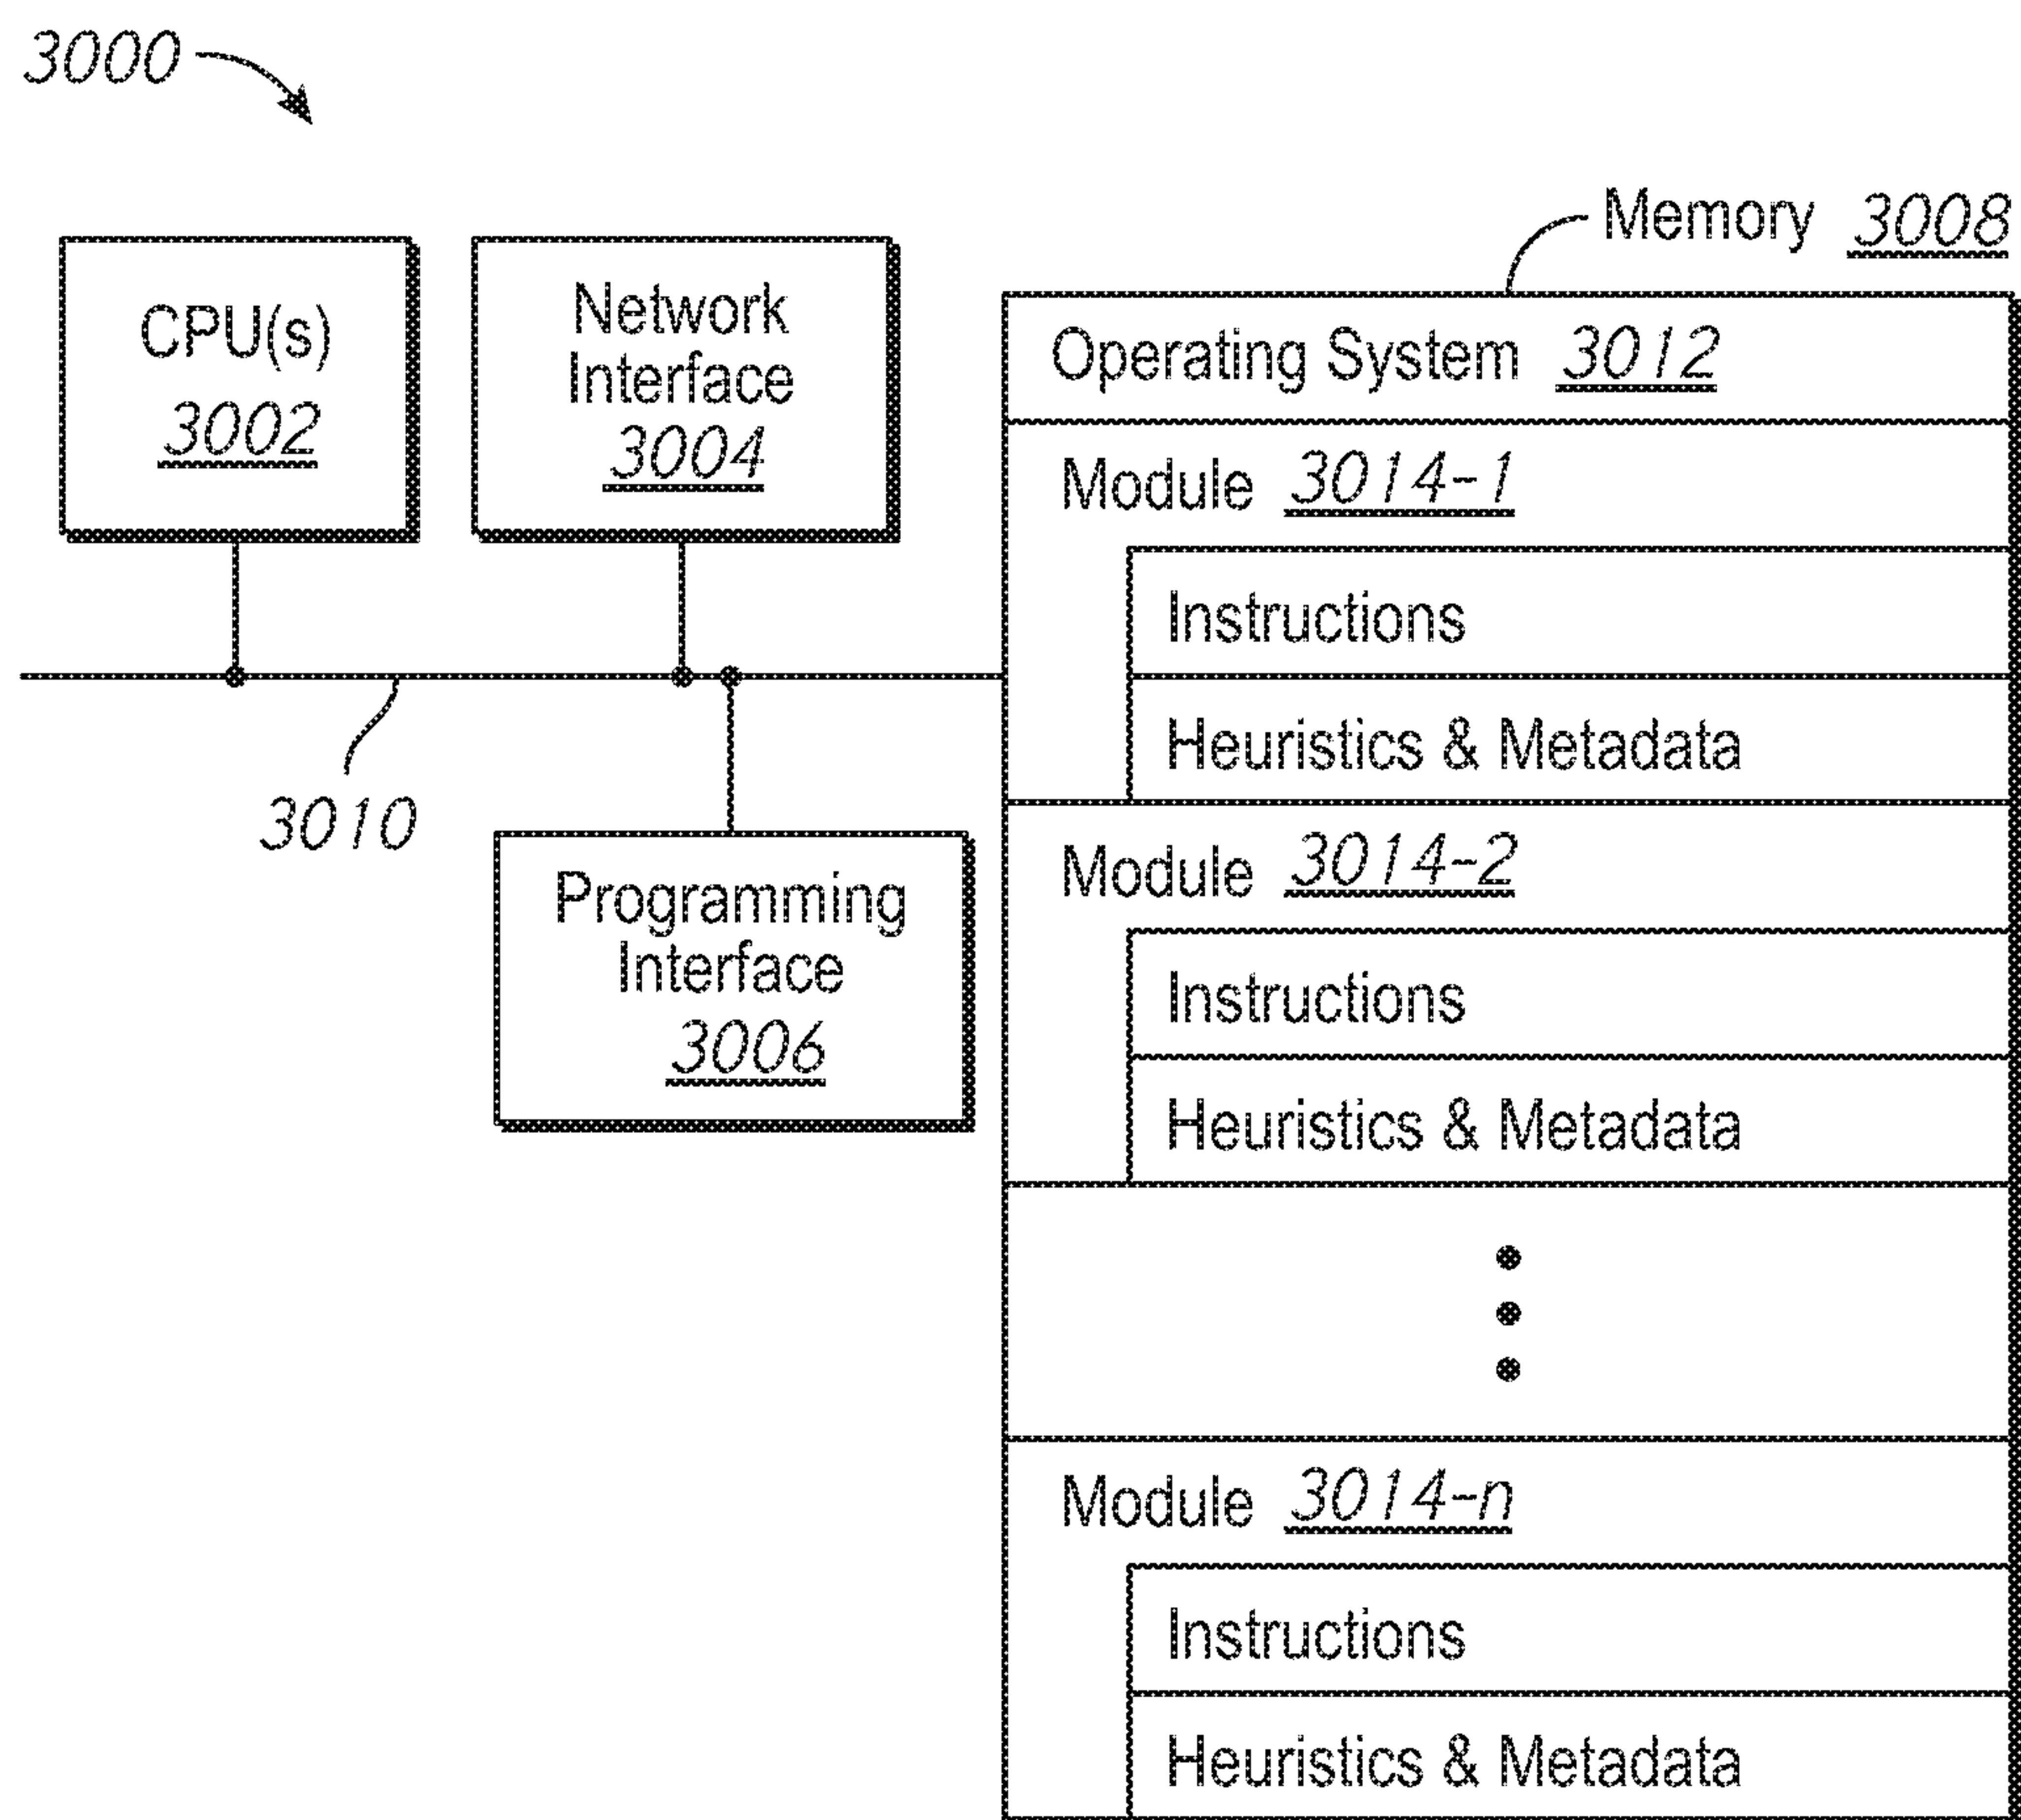 3000
CPU(s)
3002
Network
Interface
3004
Memory 3008
Operating System 3012
Module 3014-1
Instructions
Heuristics & Metadata
3010
Programming
Interface
3006
Module 3014-2
Instructions
Heuristics & Metadata
Module 3014-n
Instructions
Heuristics & Metadata